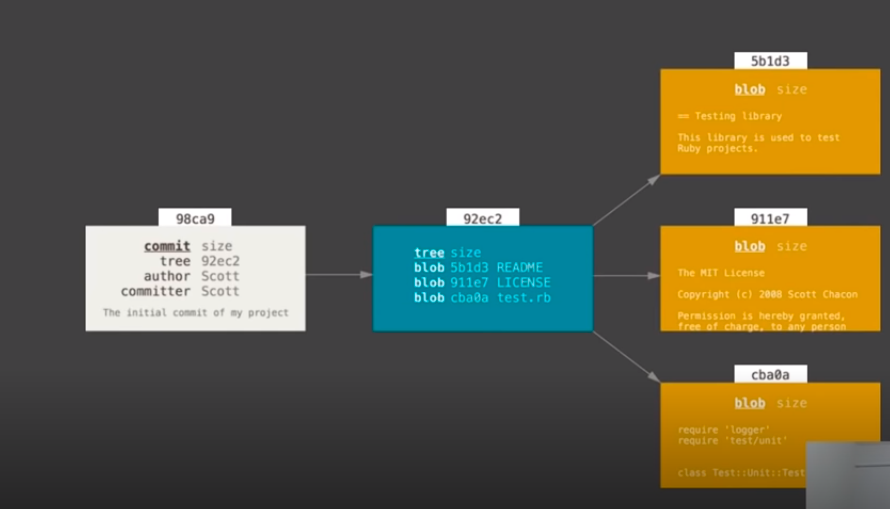 98ca9
commit size
tree 92ec2
author Scott
committer Scott
The initial commit of my project
92ec2
tree size
blob 5b1d3 README
blob 911e7 LICENSE
blob cba0a test.rb
5b1d3
blob size
== Testing library
This library is used to test
Ruby projects.
911e7
blob size
The MIT License
Copyright (c) 2008 Scott Chacon
Permission is hereby granted,
free of charge, to any person
cba0a
blob size
require 'logger'
require 'test/unit'
class Test::Unit::Test